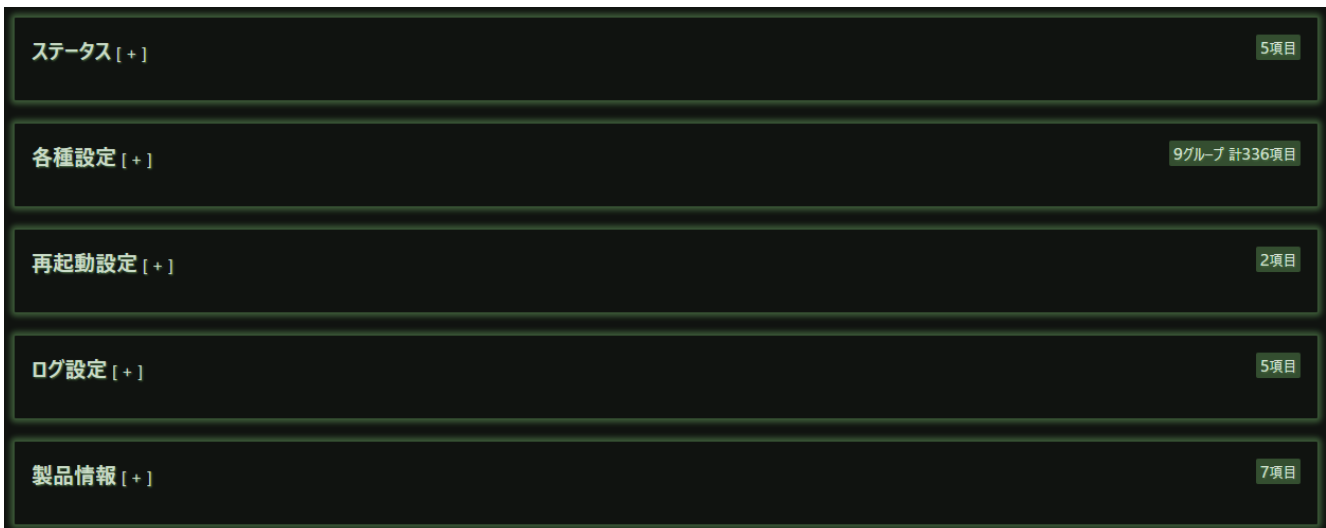 ステータス [ + ] 5項目
各種設定 [ + ] 9グループ 計336項目
再起動設定 [ + ] 2項目
ログ設定 [ + ] 5項目
製品情報 [ + ] 7項目